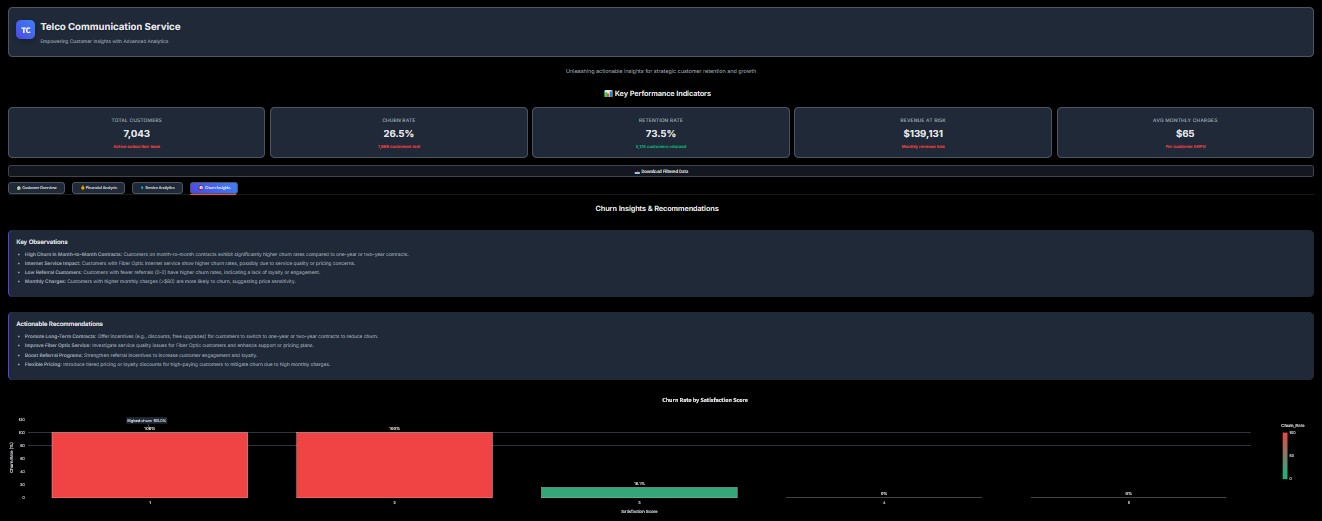 TC
Telco Communication Service
Empowering Customer Insights with Advanced Analytics
Unleashing actionable insights for strategic customer retention and growth
Key Performance Indicators
TOTAL CUSTOMERS
7,043
Active subscriber base
CHURN RATE
26.5%
1,869 customers lost
RETENTION RATE
73.5%
5,174 customers retained
REVENUE AT RISK
$139,131
Monthly revenue loss
AVG MONTHLY CHARGES
$65
Per customer ARPU
Download Filtered Data
Customer Overview
Financial Analysis
Service Analytics
Churn Insights
Churn Insights & Recommendations
Key Observations
• High Churn in Month-to-Month Contracts: Customers on month-to-month contracts exhibit significantly higher churn rates compared to one-year or two-year contracts.
• Internet Service Impact: Customers with Fiber Optic internet service show higher churn rates, possibly due to service quality or pricing concerns.
• Low Referral Customers: Customers with fewer referrals (0-2) have higher churn rates, indicating a lack of loyalty or engagement.
• Monthly Charges: Customers with higher monthly charges (>$80) are more likely to churn, suggesting price sensitivity.
Actionable Recommendations
• Promote Long-Term Contracts: Offer incentives (e.g., discounts, free upgrades) for customers to switch to one-year or two-year contracts to reduce churn.
• Improve Fiber Optic Service: Investigate service quality issues for Fiber Optic customers and enhance support or pricing plans.
• Boost Referral Programs: Strengthen referral incentives to increase customer engagement and loyalty.
• Flexible Pricing: Introduce tiered pricing or loyalty discounts for high-paying customers to mitigate churn due to high monthly charges.
Churn Rate by Satisfaction Score
Highest churn: 100.0%
100%
100%
16.1%
0%
0%
Churn Rate (%)
100
80
60
40
20
0
1
2
3
4
5
Satisfaction Score
Churn_Rate
100
50
0